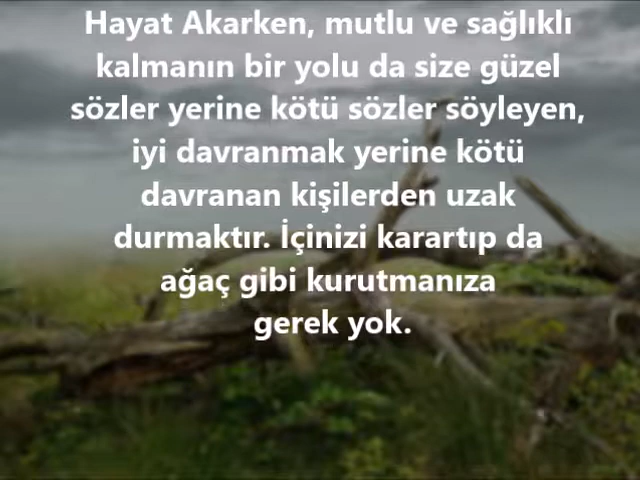 Hayat Akarken, mutlu ve sağlıklı
kalmanın bir yolu da size güzel
sözler yerine kötü sözler söyleyen,
iyi davranmak yerine kötü
davranan kişilerden uzak
durmaktır. İçinizi karartıp da
ağaç gibi kurutmanıza
gerek yok.